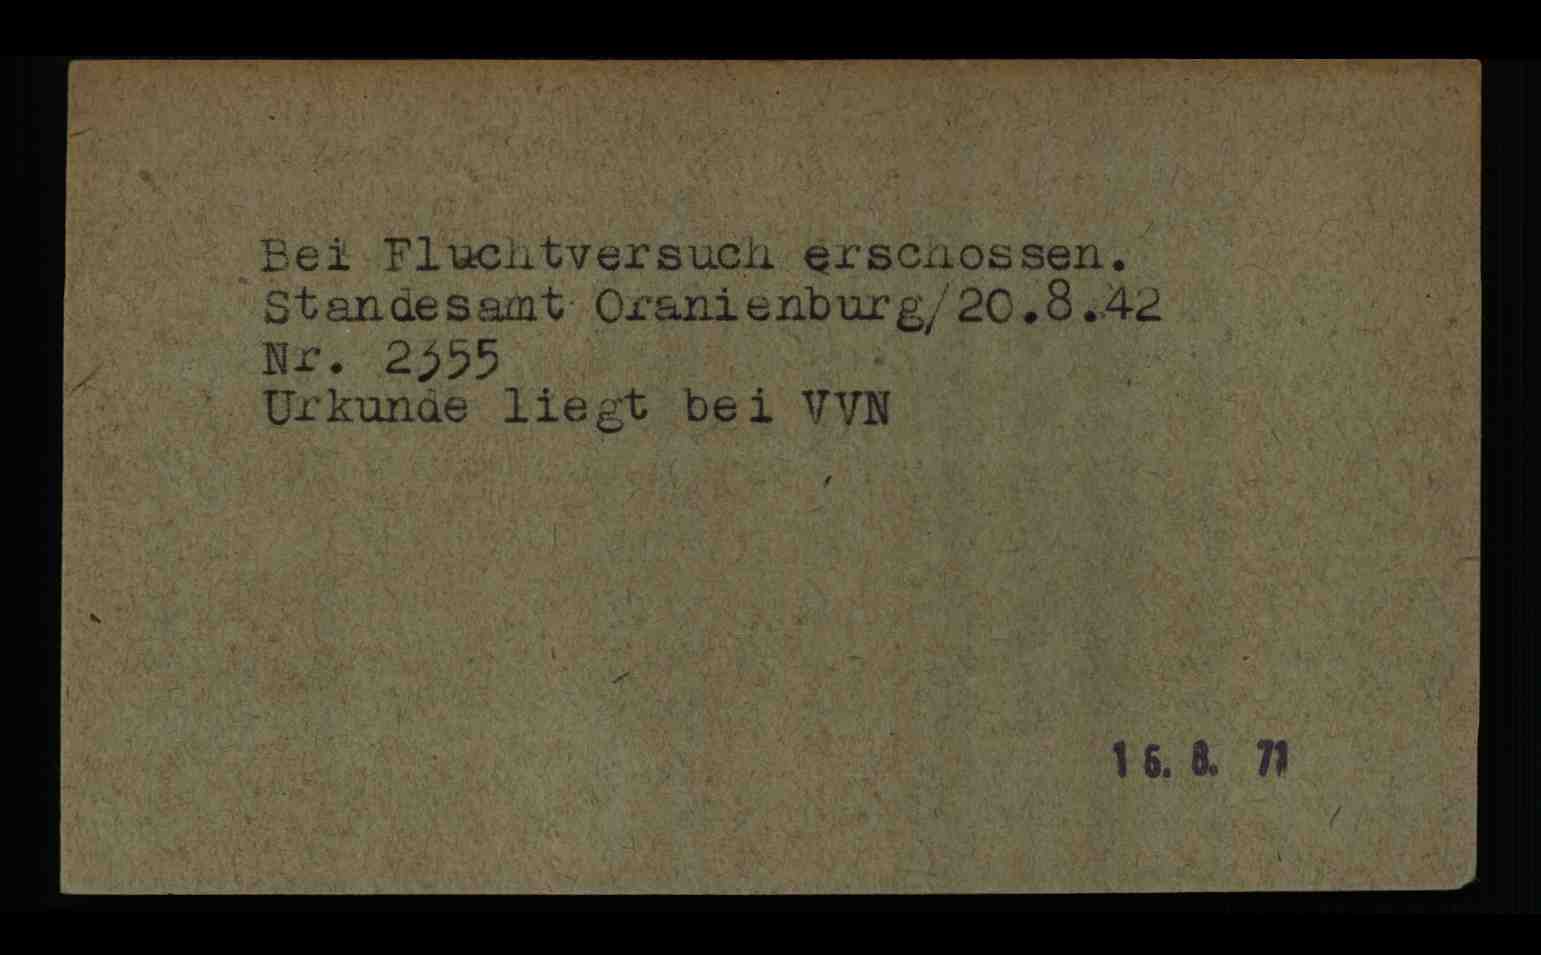 Bei Fluchtversuch erschossen.
Standesamt Oranienburg/20.8.42
Nr. 2355
Urkunde liegt bei VVN
16. 8. 71